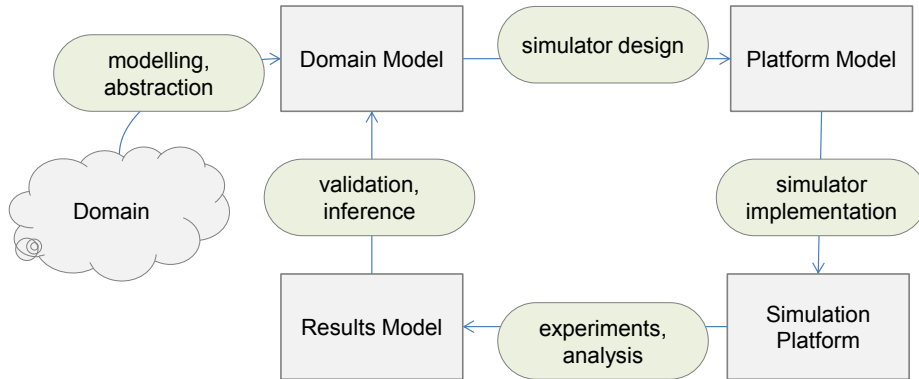 modelling,
abstraction
Domain Model
simulator design
Platform Model
Domain
validation,
inference
simulator
implementation
Results Model
experiments,
analysis
Simulation
Platform